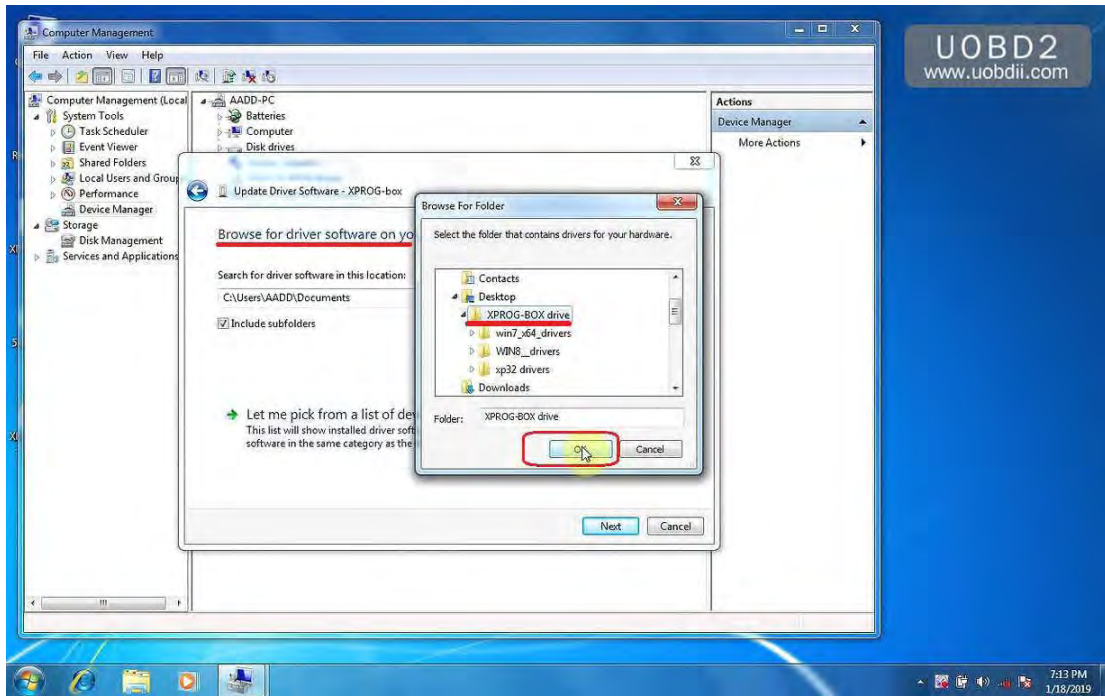 Computer Management
UOBD2
www.uobdii.com
File Action View Help
Computer Management (Local
System Tools
Task Scheduler
Event Viewer
Shared Folders
Local Users and Group
Performance
Device Manager
Storage
Disk Management
Services and Applications
AADD-PC
Batteries
Computer
Disk drives
Actions
Device Manager
More Actions
Update Driver Software - XPROG-box
Browse for driver software on yo
Search for driver software in this location:
C:\Users\AADD\Documents
Include subfolders
Let me pick from a list of dev
This list will show installed driver soft
software in the same category as the
Next Cancel
Browse For Folder
Select the folder that contains drivers for your hardware.
Contacts
Desktop
XPROG-BOX drive
win7_x64_drivers
WIN8__drivers
xp32 drivers
Downloads
Folder: XPROG-BOX drive
OK Cancel
7:13 PM
1/18/2019